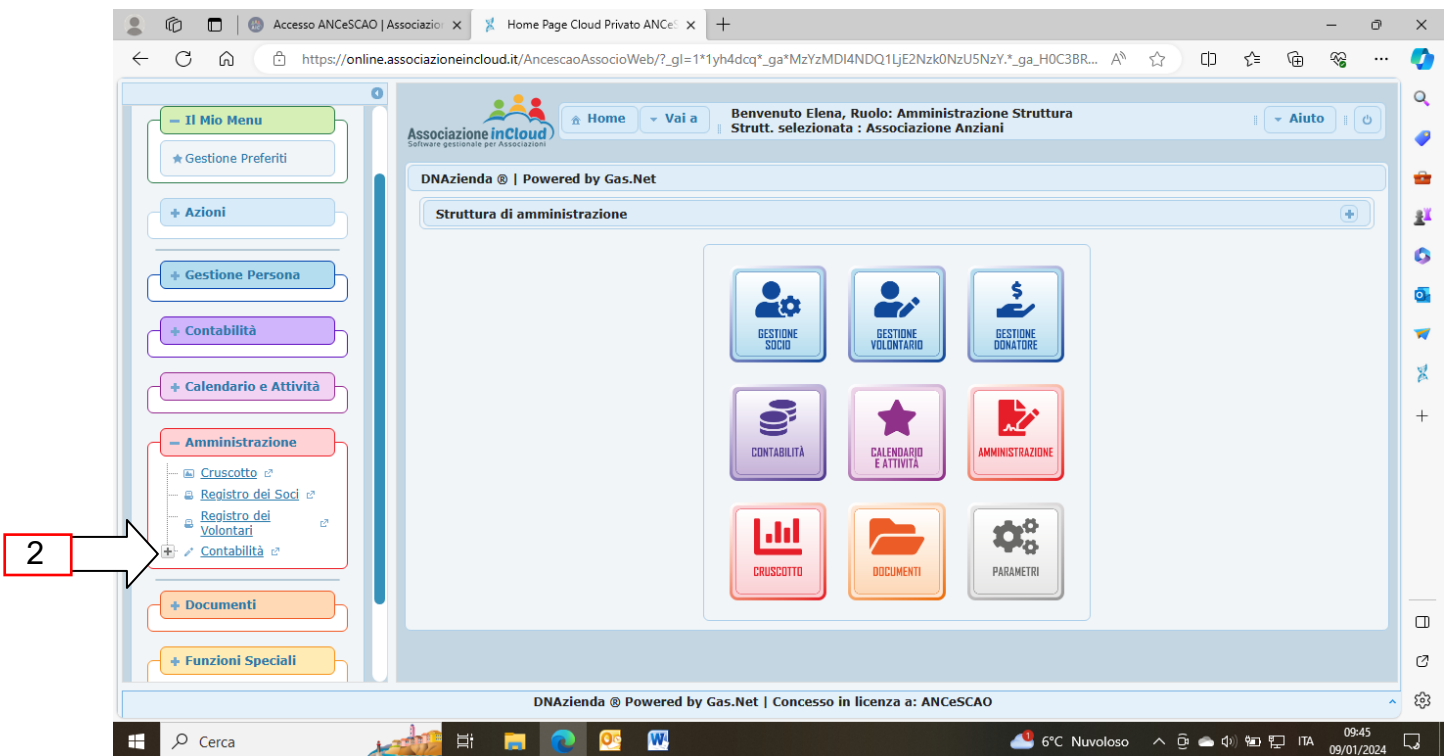 Accesso ANCeSCAO | Associazion
Home Page Cloud Privato ANCeS
https://online.associazioneincloud.it/AncescaoAssocioWeb/?_gl=1*1yh4dcq*_ga*MzYzMDI4NDQ1LjE2Nzk0NzU5NzY.*_ga_H0C3BR...
Il Mio Menu
Gestione Preferiti
Azioni
Gestione Persona
Contabilità
Calendario e Attività
Amministrazione
Cruscotto
Registro dei Soci
Registro dei
Volontari
Contabilità
2
Documenti
Funzioni Speciali
Associazione inCloud
Software gestionale per Associazioni
Home
Vai a
Benvenuto Elena, Ruolo: Amministrazione Struttura
Strutt. selezionata : Associazione Anziani
Aiuto
DNAzienda ® | Powered by Gas.Net
Struttura di amministrazione
GESTIONE
SOCIO
GESTIONE
VOLONTARIO
GESTIONE
DONATORE
CONTABILITÀ
CALENDARIO
E ATTIVITÀ
AMMINISTRAZIONE
CRUSCOTTO
DOCUMENTI
PARAMETRI
DNAzienda ® Powered by Gas.Net | Concesso in licenza a: ANCeSCAO
Cerca
6°C Nuvoloso
ITA
09:45
09/01/2024